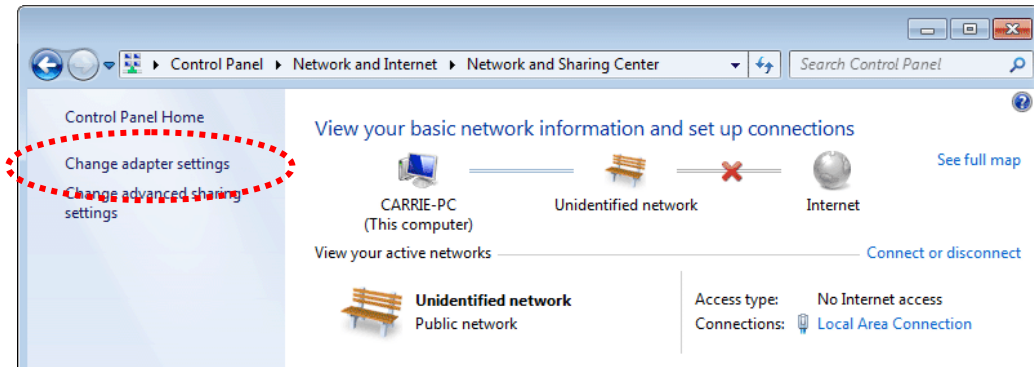 Control Panel ▸ Network and Internet ▸ Network and Sharing Center
Search Control Panel
Control Panel Home
Change adapter settings
Change advanced sharing
settings
View your basic network information and set up connections
See full map
CARRIE-PC
(This computer)
Unidentified network
Internet
View your active networks
Connect or disconnect
Unidentified network
Public network
Access type: No Internet access
Connections: Local Area Connection